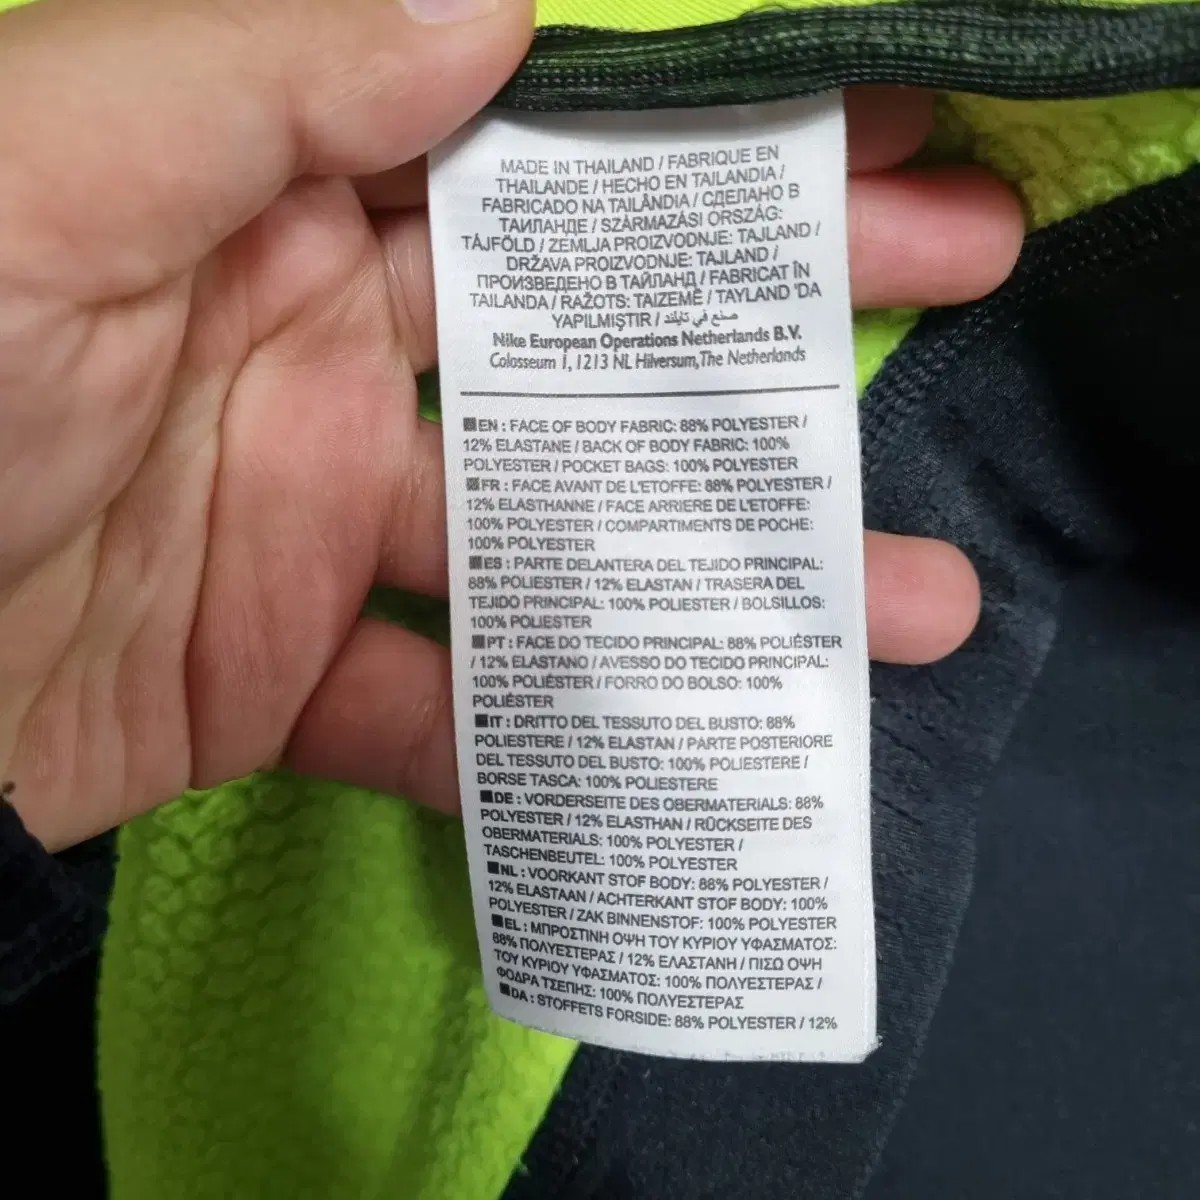 MADE IN THAILAND / FABRIQUE EN
THAILANDE / HECHO EN TAILANDIA /
FABRICADO NA TAILÂNDIA / СДЕЛАНО В
ТАИЛАНДЕ / SZÁRMAZÁSI ORSZÁG:
TÁJFÖLD / ZEMLJA PROIZVODNJE: TAJLAND /
DRŽAVA PROIZVODNJE: TAJLAND /
ПРОИЗВЕДЕНО В ТАЙЛАНД / FABRICAT ÎN
TAILANDA / RAŽOTS: TAIZEMĒ / TAYLAND 'DA
YAPILMIŞTIR / صنع في تايلند
Nike European Operations Netherlands B.V.
Colosseum 1, 1213 NL Hilversum, The Netherlands
EN : FACE OF BODY FABRIC: 88% POLYESTER /
12% ELASTANE / BACK OF BODY FABRIC: 100%
POLYESTER / POCKET BAGS: 100% POLYESTER
FR : FACE AVANT DE L'ETOFFE: 88% POLYESTER /
12% ELASTHANNE / FACE ARRIERE DE L'ETOFFE:
100% POLYESTER / COMPARTIMENTS DE POCHE:
100% POLYESTER
ES : PARTE DELANTERA DEL TEJIDO PRINCIPAL:
88% POLIESTER / 12% ELASTAN / TRASERA DEL
TEJIDO PRINCIPAL: 100% POLIESTER / BOLSILLOS:
100% POLIESTER
PT : FACE DO TECIDO PRINCIPAL: 88% POLIÉSTER
/ 12% ELASTANO / AVESSO DO TECIDO PRINCIPAL:
100% POLIÉSTER / FORRO DO BOLSO: 100%
POLIÉSTER
IT : DRITTO DEL TESSUTO DEL BUSTO: 88%
POLIESTERE / 12% ELASTAN / PARTE POSTERIORE
DEL TESSUTO DEL BUSTO: 100% POLIESTERE /
BORSE TASCA: 100% POLIESTERE
DE : VORDERSEITE DES OBERMATERIALS: 88%
POLYESTER / 12% ELASTHAN / RÜCKSEITE DES
OBERMATERIALS: 100% POLYESTER /
TASCHENBEUTEL: 100% POLYESTER
NL : VOORKANT STOF BODY: 88% POLYESTER /
12% ELASTAAN / ACHTERKANT STOF BODY: 100%
POLYESTER / ZAK BINNENSTOF: 100% POLYESTER
EL : ΜΠΡΟΣΤΙΝΗ ΟΨΗ ΤΟΥ ΚΥΡΙΟΥ ΥΦΑΣΜΑΤΟΣ:
88% ΠΟΛΥΕΣΤΕΡΑΣ / 12% ΕΛΑΣΤΑΝΗ / ΠΙΣΩ ΟΨΗ
ΤΟΥ ΚΥΡΙΟΥ ΥΦΑΣΜΑΤΟΣ: 100% ΠΟΛΥΕΣΤΕΡΑΣ /
ΦΟΔΡΑ ΤΣΕΠΗΣ: 100% ΠΟΛΥΕΣΤΕΡΑΣ
DA : STOFFETS FORSIDE: 88% POLYESTER / 12%